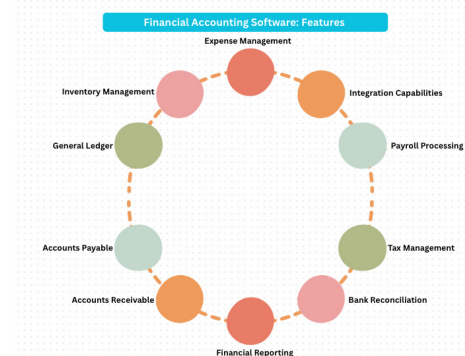 Financial Accounting Software: Features
Expense Management
Inventory Management
Integration Capabilities
General Ledger
Payroll Processing
Accounts Payable
Tax Management
Accounts Receivable
Bank Reconciliation
Financial Reporting